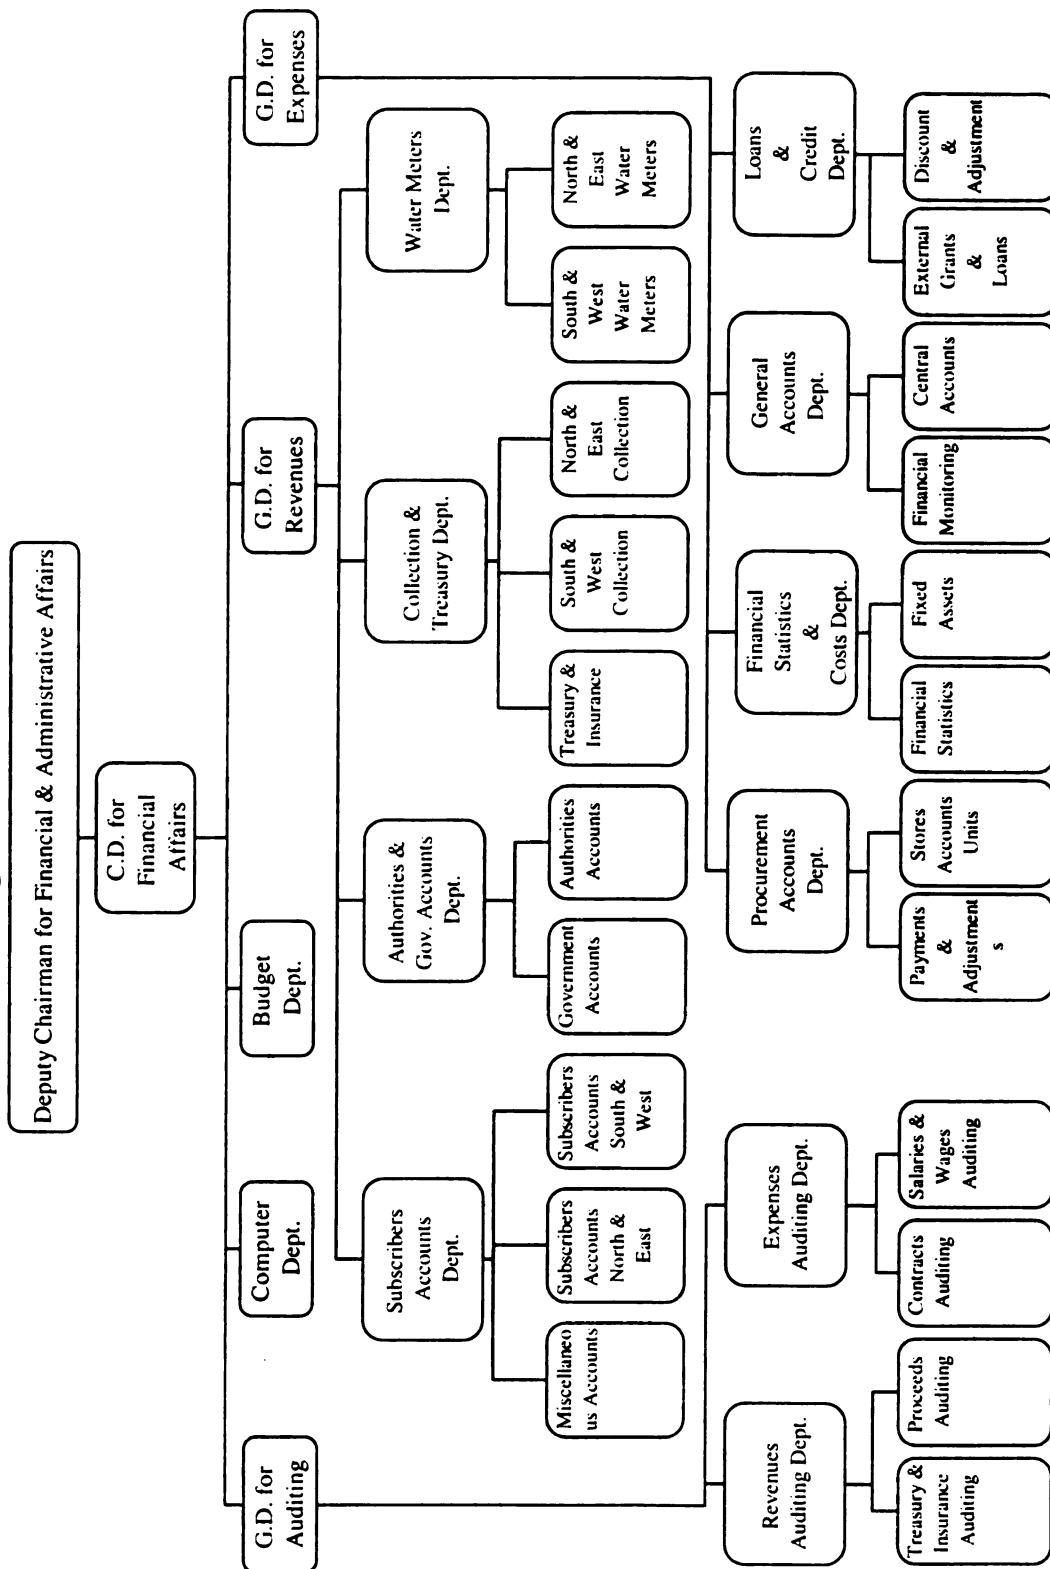 Deputy Chairman for Financial & Administrative Affairs
C.D. for
Financial
Affairs
G.D. for
Auditing
Computer
Dept.
Budget
Dept.
G.D. for
Revenues
G.D. for
Expenses
Subscribers
Accounts
Dept.
Authorities &
Gov. Accounts
Dept.
Collection &
Treasury Dept.
Water Meters
Dept.
Miscellaneo
us Accounts
Subscribers
Accounts
North &
East
Subscribers
Accounts
South &
West
Government
Accounts
Authorities
Accounts
Treasury &
Insurance
South &
West
Collection
North &
East
Collection
South &
West
Water
Meters
North &
East
Water
Meters
Revenues
Auditing Dept.
Expenses
Auditing Dept.
Procurement
Accounts
Dept.
Financial
Statistics
&
Costs Dept.
General
Accounts
Dept.
Loans
&
Credit
Dept.
Treasury &
Insurance
Auditing
Proceeds
Auditing
Contracts
Auditing
Salaries &
Wages
Auditing
Payments
&
Adjustment
s
Stores
Accounts
Units
Financial
Statistics
Fixed
Assets
Financial
Monitoring
Central
Accounts
External
Grants
&
Loans
Discount
&
Adjustment